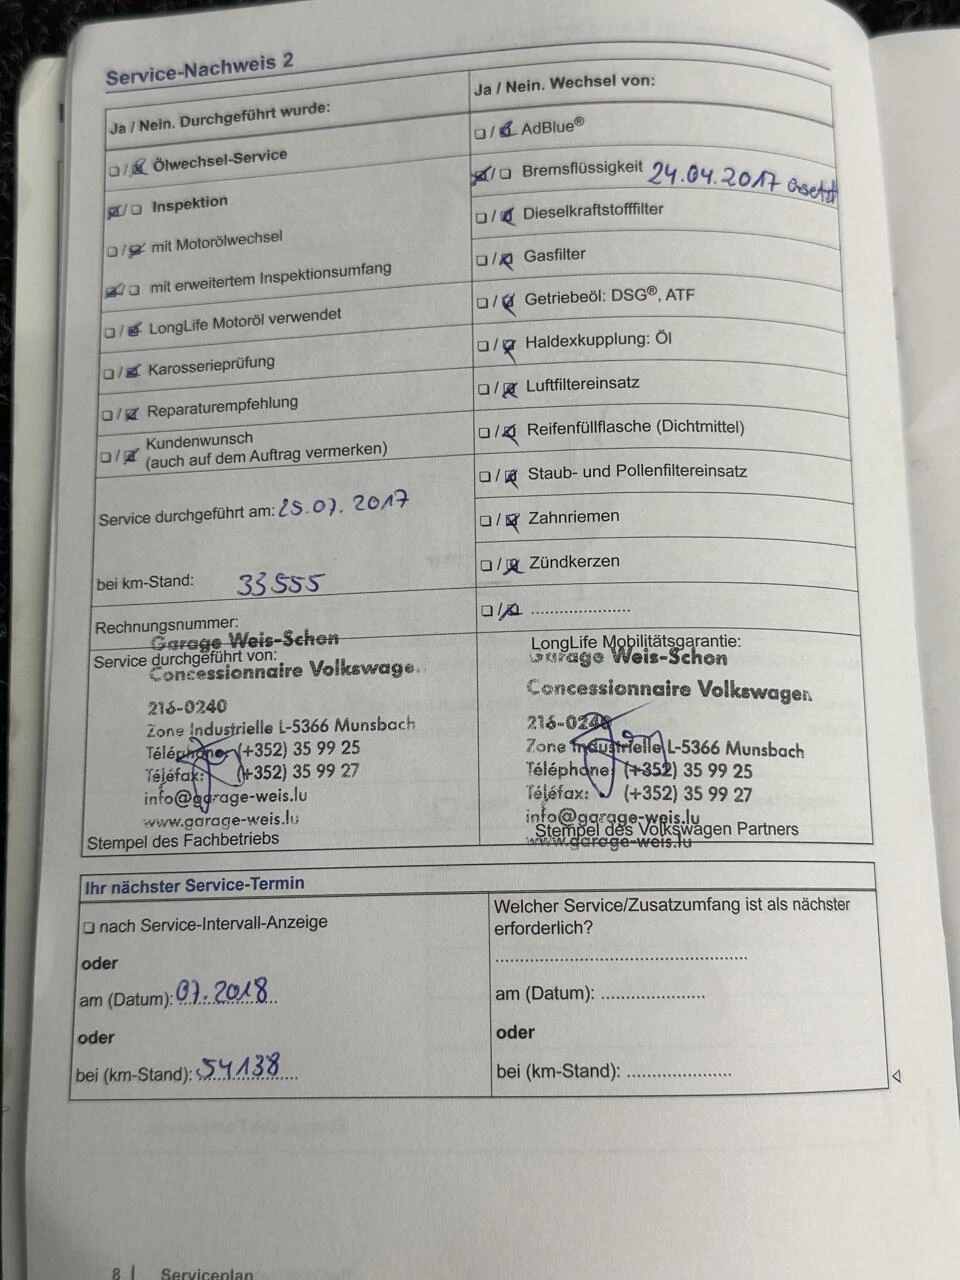 Service-Nachweis 2
Ja / Nein. Durchgeführt wurde:
❑ / ☒ Ölwechsel-Service
☒ / ❑ Inspektion
❑ / ☒ mit Motorölwechsel
☒ / ❑ mit erweitertem Inspektionsumfang
❑ / ☒ LongLife Motoröl verwendet
❑ / ☒ Karosserieprüfung
❑ / ☒ Reparaturempfehlung
❑ / ☒ Kundenwunsch
(auch auf dem Auftrag vermerken)
Service durchgeführt am: 25.07.2017
bei km-Stand: 33555
Rechnungsnummer:
Garage Weis-Schon
Service durchgeführt von:
Concessionnaire Volkswagen
216-0240
Zone Industrielle L-5366 Munsbach
Téléphone: (+352) 35 99 25
Téléfax: (+352) 35 99 27
info@garage-weis.lu
www.garage-weis.lu
Stempel des Fachbetriebs
Ja / Nein. Wechsel von:
❑ / ☒ AdBlue®
☒ / ❑ Bremsflüssigkeit 24.04.2017 ersetzt
❑ / ☒ Dieselkraftstofffilter
❑ / ☒ Gasfilter
❑ / ☒ Getriebeöl: DSG®, ATF
❑ / ☒ Haldexkupplung: Öl
❑ / ☒ Luftfiltereinsatz
❑ / ☒ Reifenfüllflasche (Dichtmittel)
❑ / ☒ Staub- und Pollenfiltereinsatz
❑ / ☒ Zahnriemen
❑ / ☒ Zündkerzen
❑ / ☒ ......................
LongLife Mobilitätsgarantie:
Garage Weis-Schon
Concessionnaire Volkswagen
216-0240
Zone Industrielle L-5366 Munsbach
Téléphone: (+352) 35 99 25
Téléfax: (+352) 35 99 27
info@garage-weis.lu
Stempel des Volkswagen Partners
www.garage-weis.lu
Ihr nächster Service-Termin
❑ nach Service-Intervall-Anzeige
oder
am (Datum): 07.2018
oder
bei (km-Stand): 54138
Welcher Service/Zusatzumfang ist als nächster
erforderlich?
......................................................
am (Datum): ......................
oder
bei (km-Stand): ......................
8 | Serviceplan